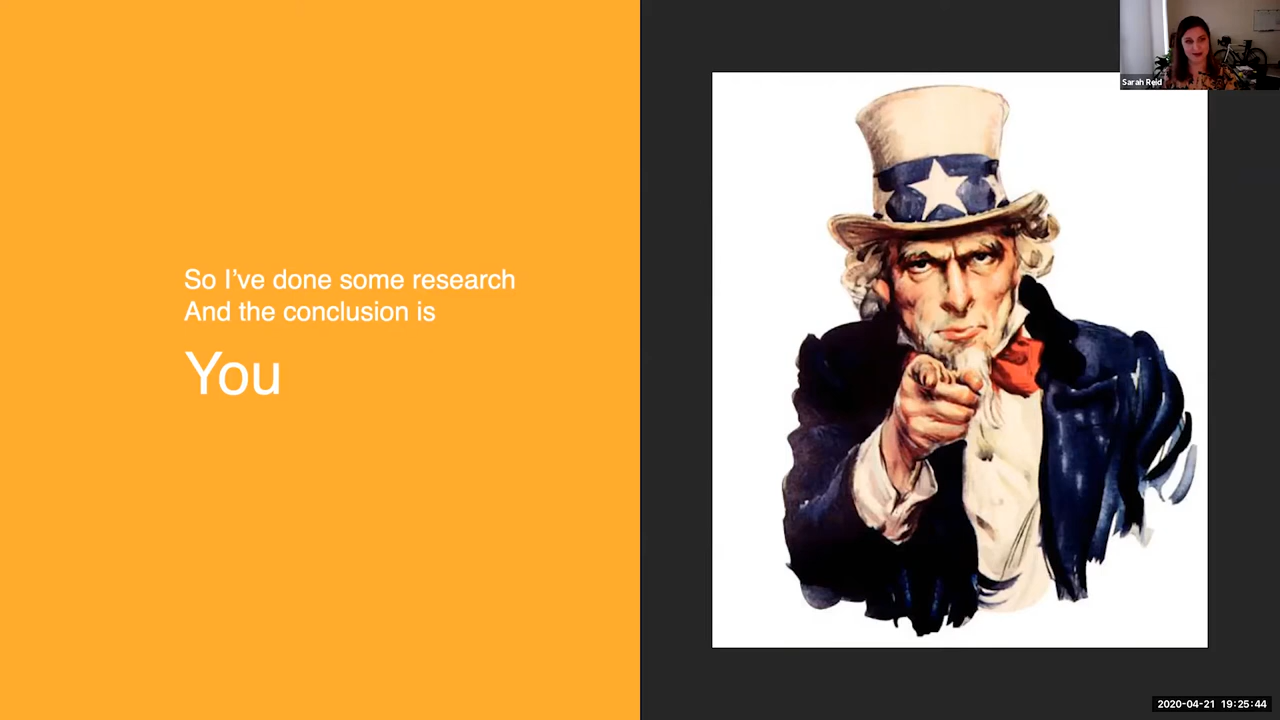 So I've done some research
And the conclusion is
You
Sarah Reid
2020-04-21 19:25:44